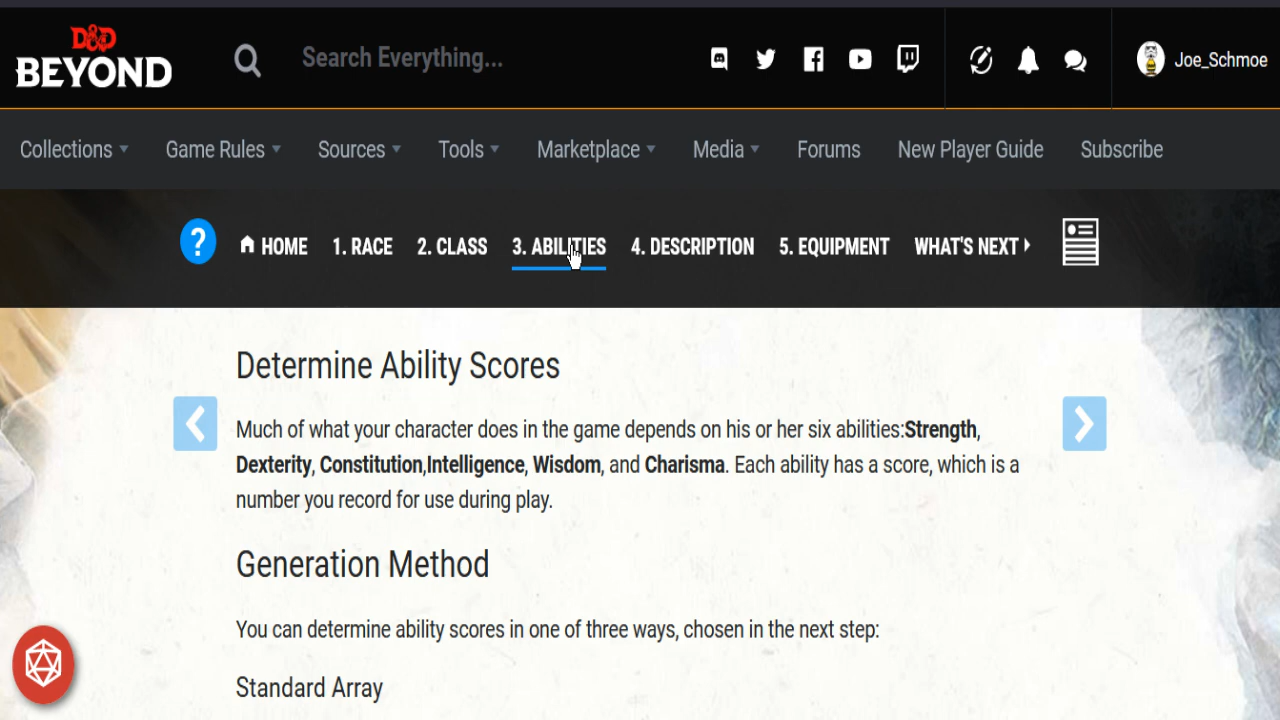 D&D
BEYOND
Search Everything...
Joe_Schmoe
Collections Game Rules Sources Tools Marketplace Media Forums New Player Guide Subscribe
? HOME 1. RACE 2. CLASS 3. ABILITIES 4. DESCRIPTION 5. EQUIPMENT WHAT'S NEXT
Determine Ability Scores
Much of what your character does in the game depends on his or her six abilities:Strength,
Dexterity, Constitution,Intelligence, Wisdom, and Charisma. Each ability has a score, which is a
number you record for use during play.
Generation Method
You can determine ability scores in one of three ways, chosen in the next step:
Standard Array